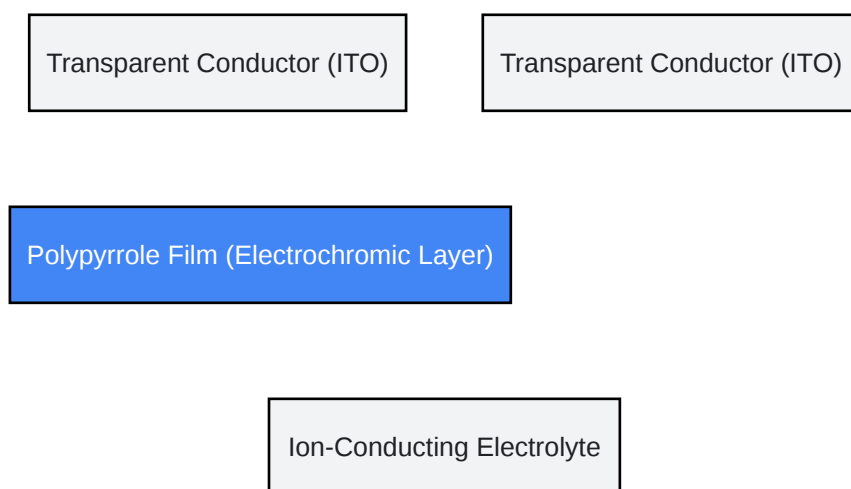 Transparent Conductor (ITO)
Transparent Conductor (ITO)
Polypyrrole Film (Electrochromic Layer)
Ion-Conducting Electrolyte